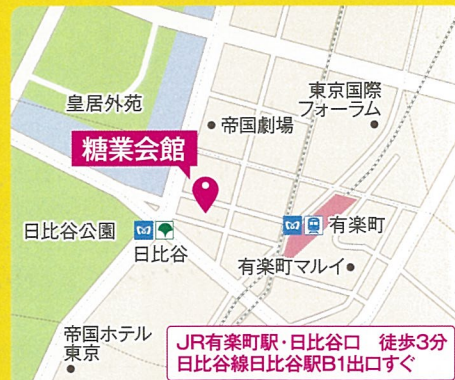 皇居外苑
東京国際
フォーラム
帝国劇場
糖業会館
日比谷公園
日比谷
有楽町
有楽町マルイ
帝国ホテル
東京
JR有楽町駅・日比谷口 徒歩3分
日比谷線日比谷駅B1出口すぐ